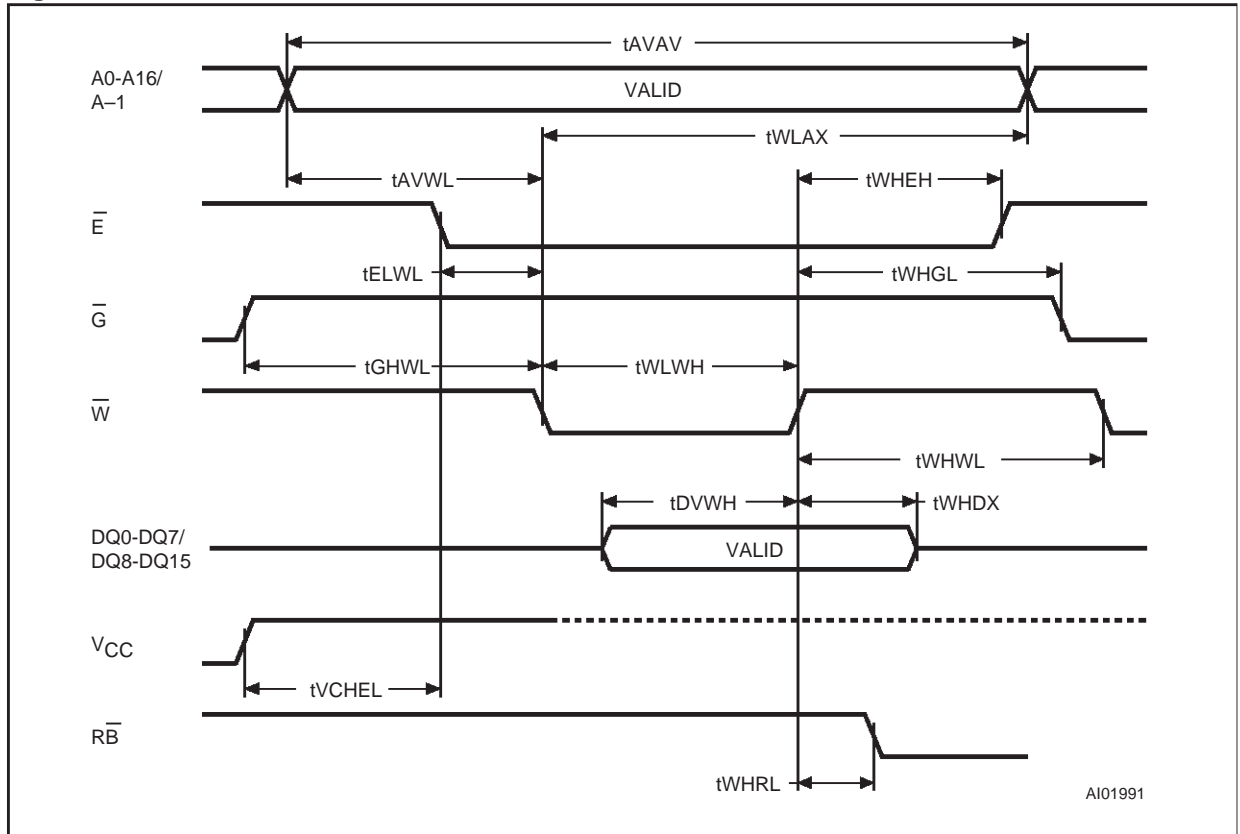 tAVAV
A0-A16/
A–1
VALID
tWLAX
tAVWL
tWHEH
E̅
tELWL
tWHGL
G̅
tGHWL
tWLWH
W̅
tWHWL
tDVWH
tWHDX
DQ0-DQ7/
DQ8-DQ15
VALID
VCC
tVCHEL
RB̅
tWHRL
AI01991